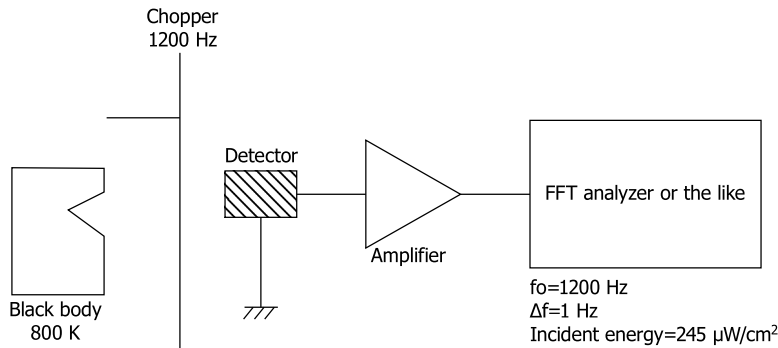 Chopper
1200 Hz
Detector
FFT analyzer or the like
Amplifier
Black body
800 K
fo=1200 Hz
Δf=1 Hz
Incident energy=245 μW/cm²